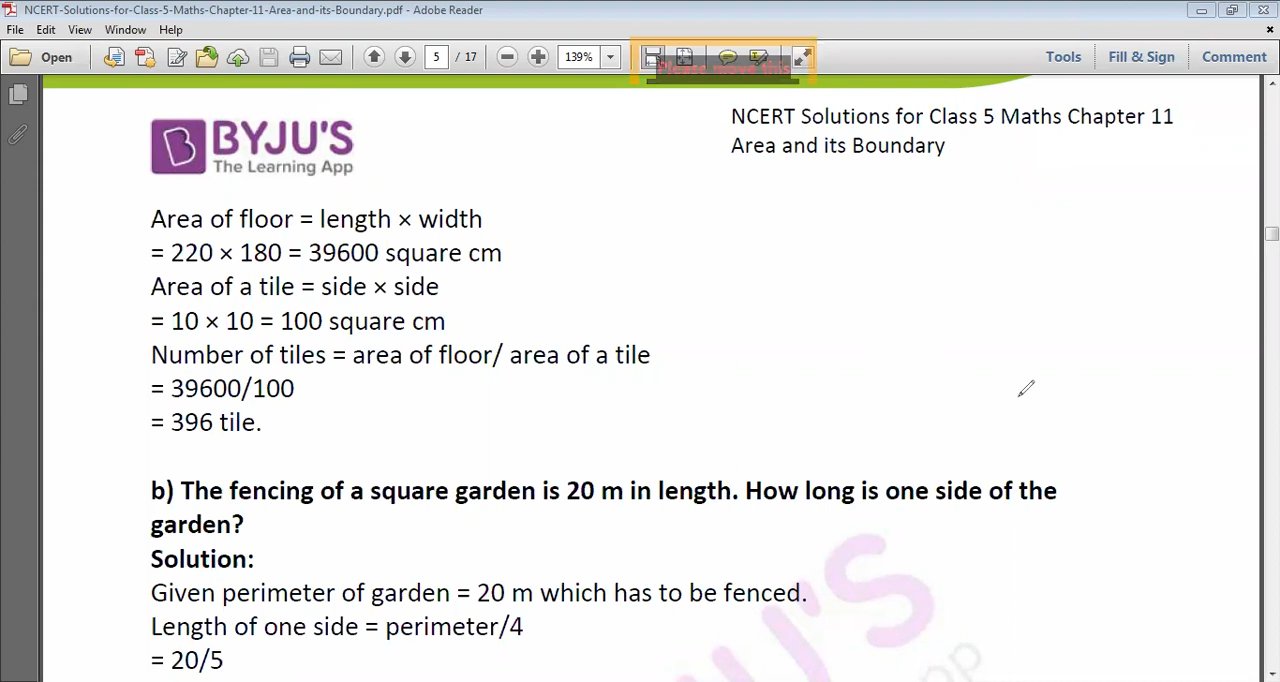 NCERT-Solutions-for-Class-5-Maths-Chapter-11-Area-and-its-Boundary.pdf - Adobe Reader
File Edit View Window Help
Open 5 / 17 139% Please move this Tools Fill & Sign Comment
NCERT Solutions for Class 5 Maths Chapter 11
Area and its Boundary
BYJU'S
The Learning App
Area of floor = length × width
= 220 × 180 = 39600 square cm
Area of a tile = side × side
= 10 × 10 = 100 square cm
Number of tiles = area of floor/ area of a tile
= 39600/100
= 396 tile.
b) The fencing of a square garden is 20 m in length. How long is one side of the
garden?
Solution:
Given perimeter of garden = 20 m which has to be fenced.
Length of one side = perimeter/4
= 20/5